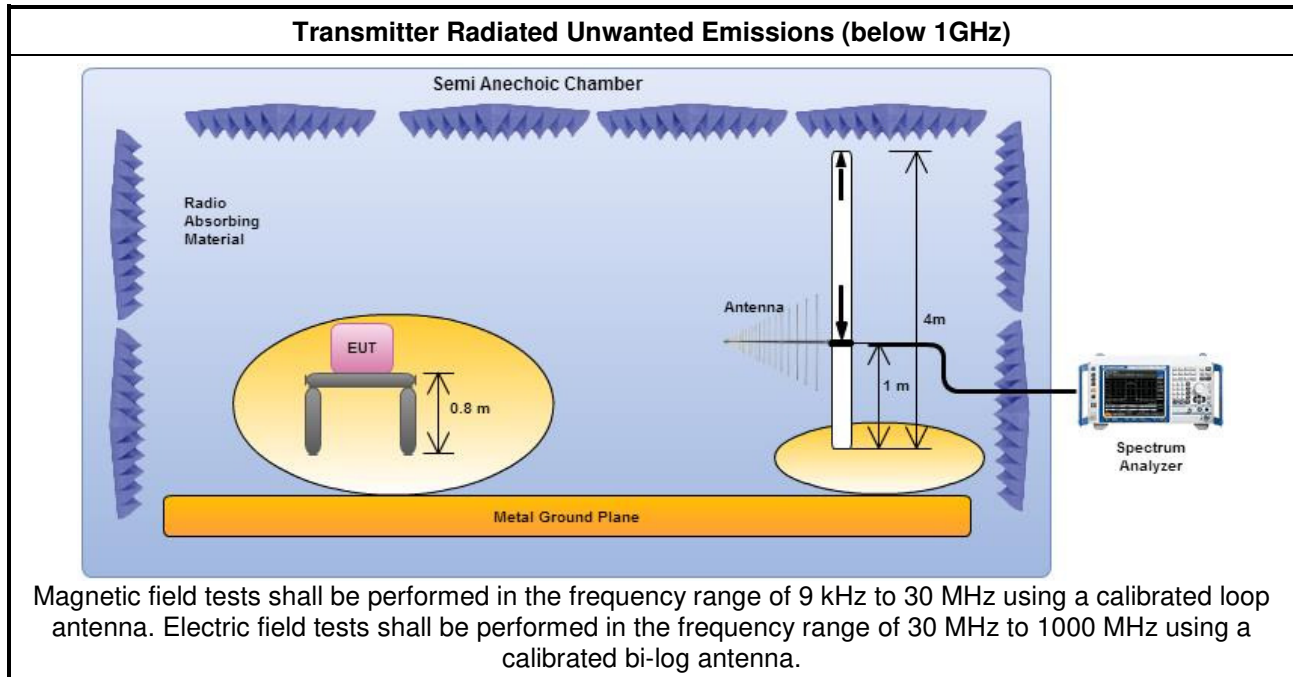 Transmitter Radiated Unwanted Emissions (below 1GHz)
Semi Anechoic Chamber
Radio
Absorbing
Material
Antenna
4m
EUT
1 m
0.8 m
Spectrum
Analyzer
Metal Ground Plane
Magnetic field tests shall be performed in the frequency range of 9 kHz to 30 MHz using a calibrated loop
antenna. Electric field tests shall be performed in the frequency range of 30 MHz to 1000 MHz using a
calibrated bi-log antenna.